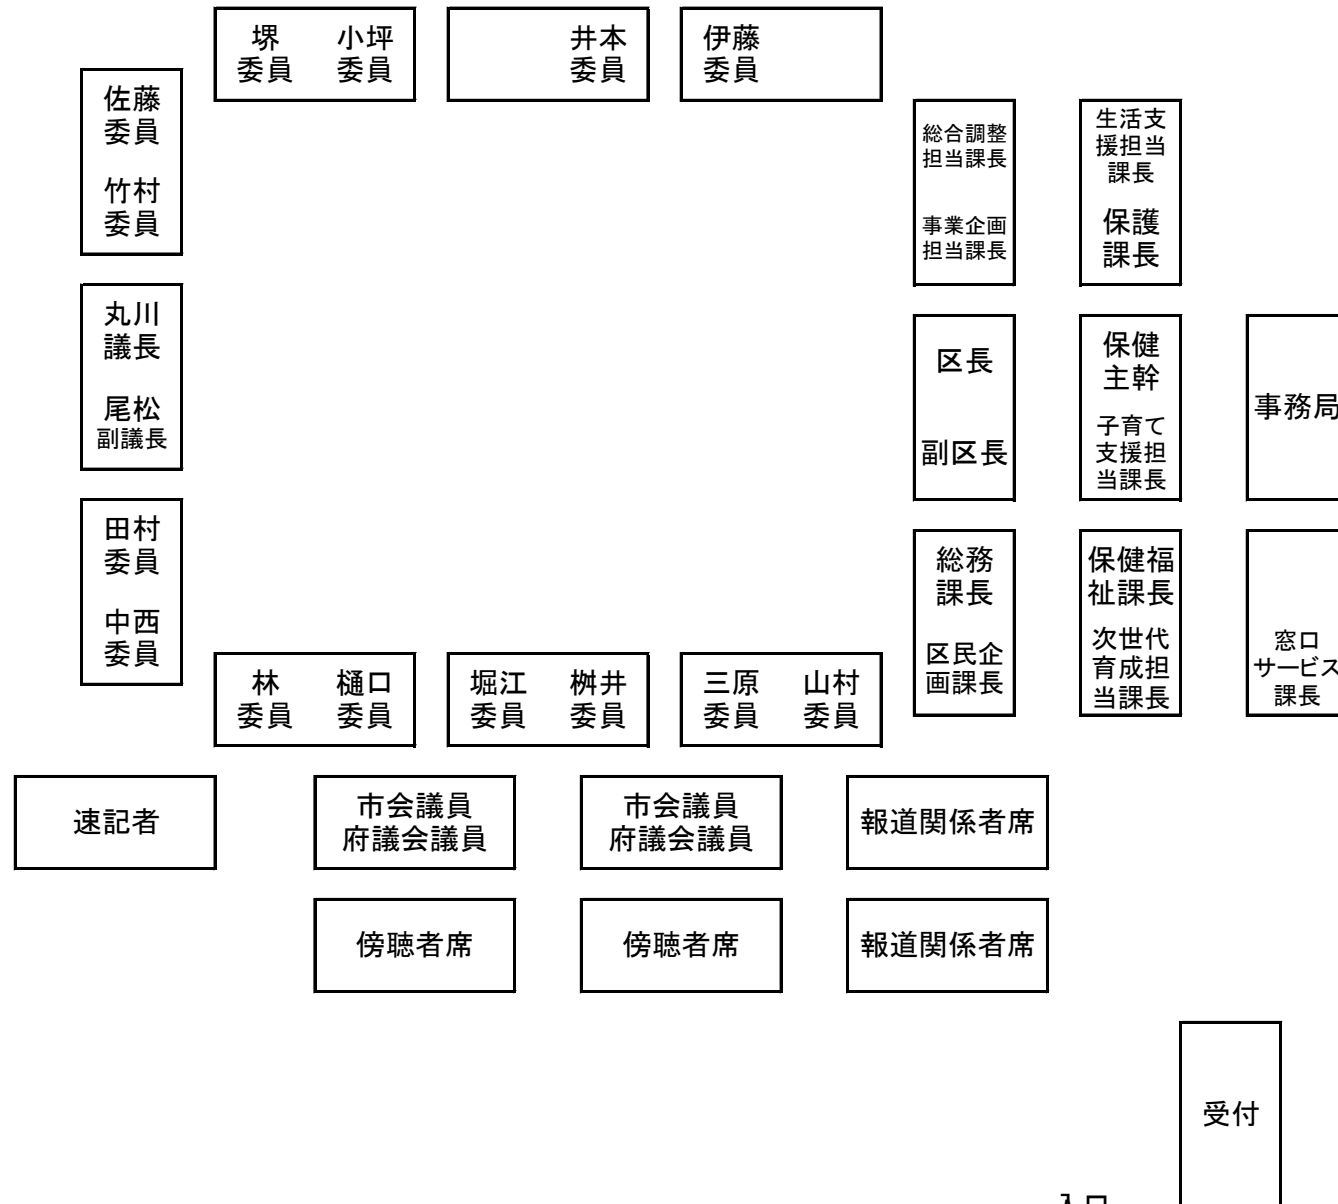 堺
委員
小坪
委員
井本
委員
伊藤
委員
佐藤
委員
竹村
委員
総合調整
担当課長
事業企画
担当課長
生活支
援担当
課長
保護
課長
丸川
議長
尾松
副議長
区長
副区長
保健
主幹
子育て
支援担
当課長
事務局
田村
委員
中西
委員
総務
課長
区民企
画課長
保健福
祉課長
次世代
育成担
当課長
窓口
サービス
課長
林
委員
樋口
委員
堀江
委員
桝井
委員
三原
委員
山村
委員
速記者
市会議員
府議会議員
市会議員
府議会議員
報道関係者席
傍聴者席
傍聴者席
報道関係者席
受付
入口